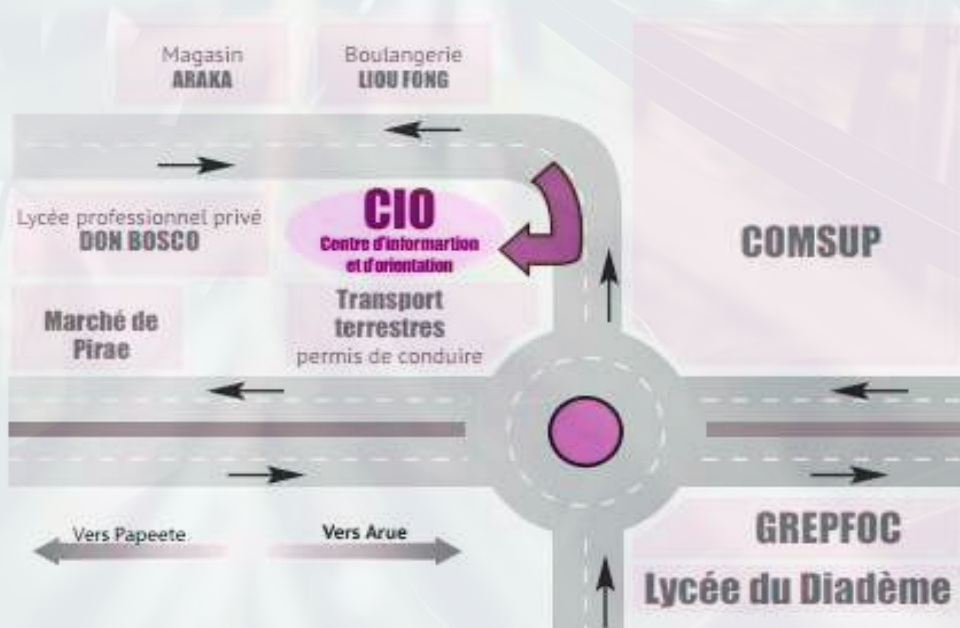 Magasin
ARAKA
Boulangerie
LIOU FONG
Lycée professionnel privé
DON BOSCO
CIO
Centre d'informartion
et d'orientation
COMSUP
Marché de
Pirae
Transport
terrestres
permis de conduire
Vers Papeete
Vers Arue
GREPFOC
Lycée du Diadème